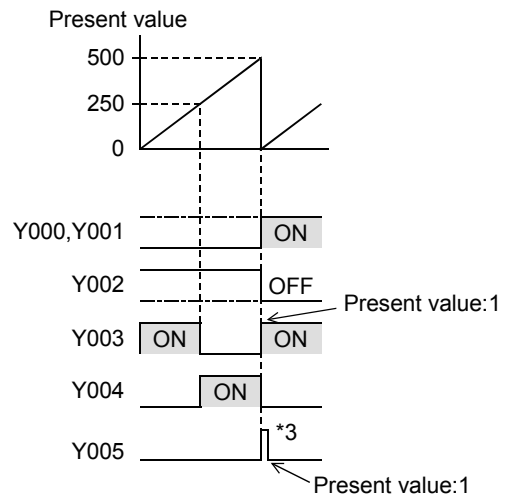 Present value
500
250
0
Y000,Y001
ON
Y002
OFF
Present value:1
Y003
ON
ON
Y004
ON
Y005
*3
Present value:1